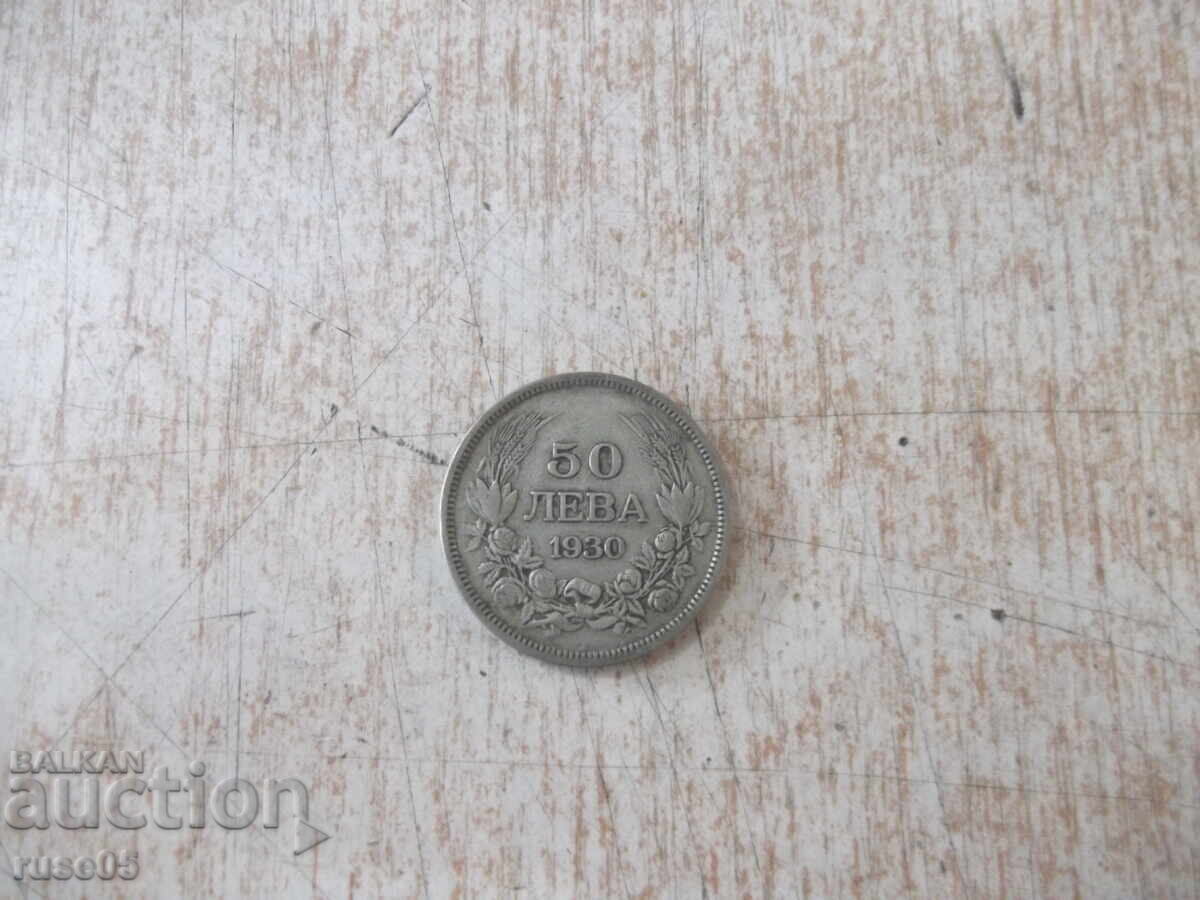 50
ЛЕВА
1930
BALKAN
auction
ruse05